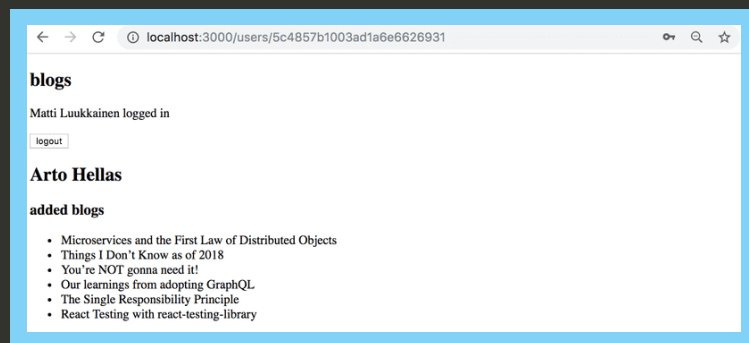 localhost:3000/users/5c4857b1003ad1a6e6626931
blogs
Matti Luukkainen logged in
logout
Arto Hellas
added blogs
Microservices and the First Law of Distributed Objects
Things I Don’t Know as of 2018
You’re NOT gonna need it!
Our learnings from adopting GraphQL
The Single Responsibility Principle
React Testing with react-testing-library